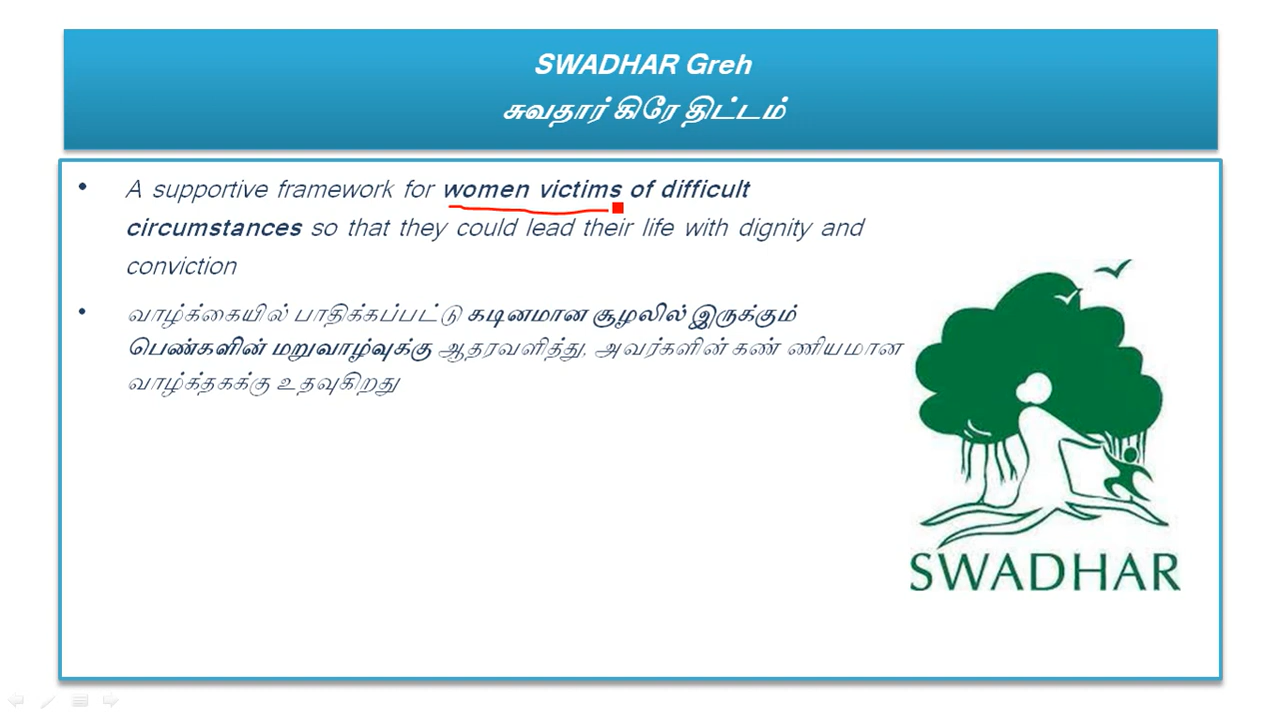 SWADHAR Greh
சுவதார் கிரே திட்டம்
• A supportive framework for women victims of difficult
circumstances so that they could lead their life with dignity and
conviction
• வாழ்க்கையில் பாதிக்கப்பட்டு கடினமான சூழலில் இருக்கும்
பெண்களின் மறுவாழ்வுக்கு ஆதரவளித்து, அவர்களின் கண் ணியமான
வாழ்க்தகக்கு உதவுகிறது
SWADHAR